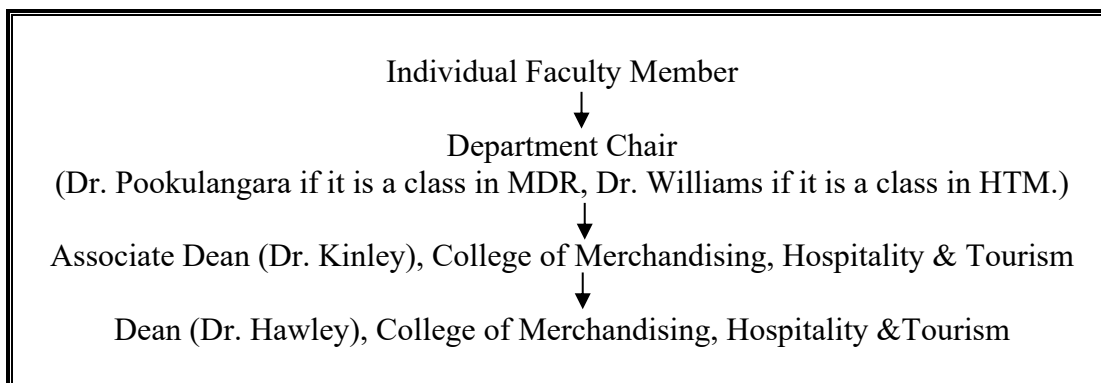 Individual Faculty Member
Department Chair
(Dr. Pookulangara if it is a class in MDR, Dr. Williams if it is a class in HTM.)
Associate Dean (Dr. Kinley), College of Merchandising, Hospitality & Tourism
Dean (Dr. Hawley), College of Merchandising, Hospitality &Tourism